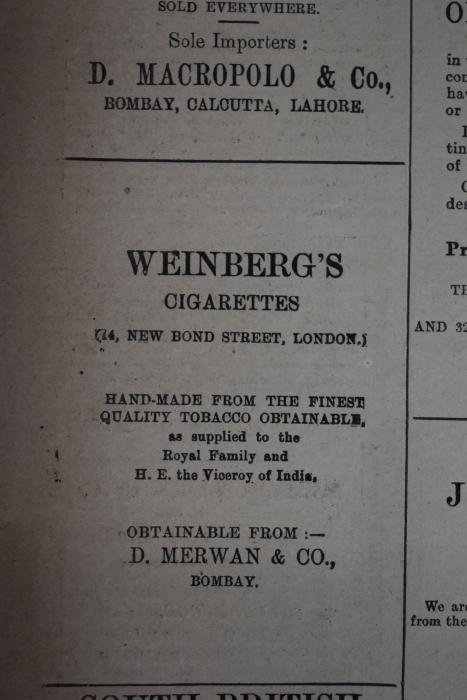 SOLD EVERYWHERE.
Sole Importers :
D. MACROPOLO & Co.,
BOMBAY, CALCUTTA, LAHORE.
WEINBERG'S
CIGARETTES
(14, NEW BOND STREET, LONDON.)
HAND-MADE FROM THE FINEST
QUALITY TOBACCO OBTAINABLE,
as supplied to the
Royal Family and
H. E. the Viceroy of India,
OBTAINABLE FROM :—
D. MERWAN & CO.,
BOMBAY.
SOUTH BRITISH
in
or
of
AND 32
J
We are
from the